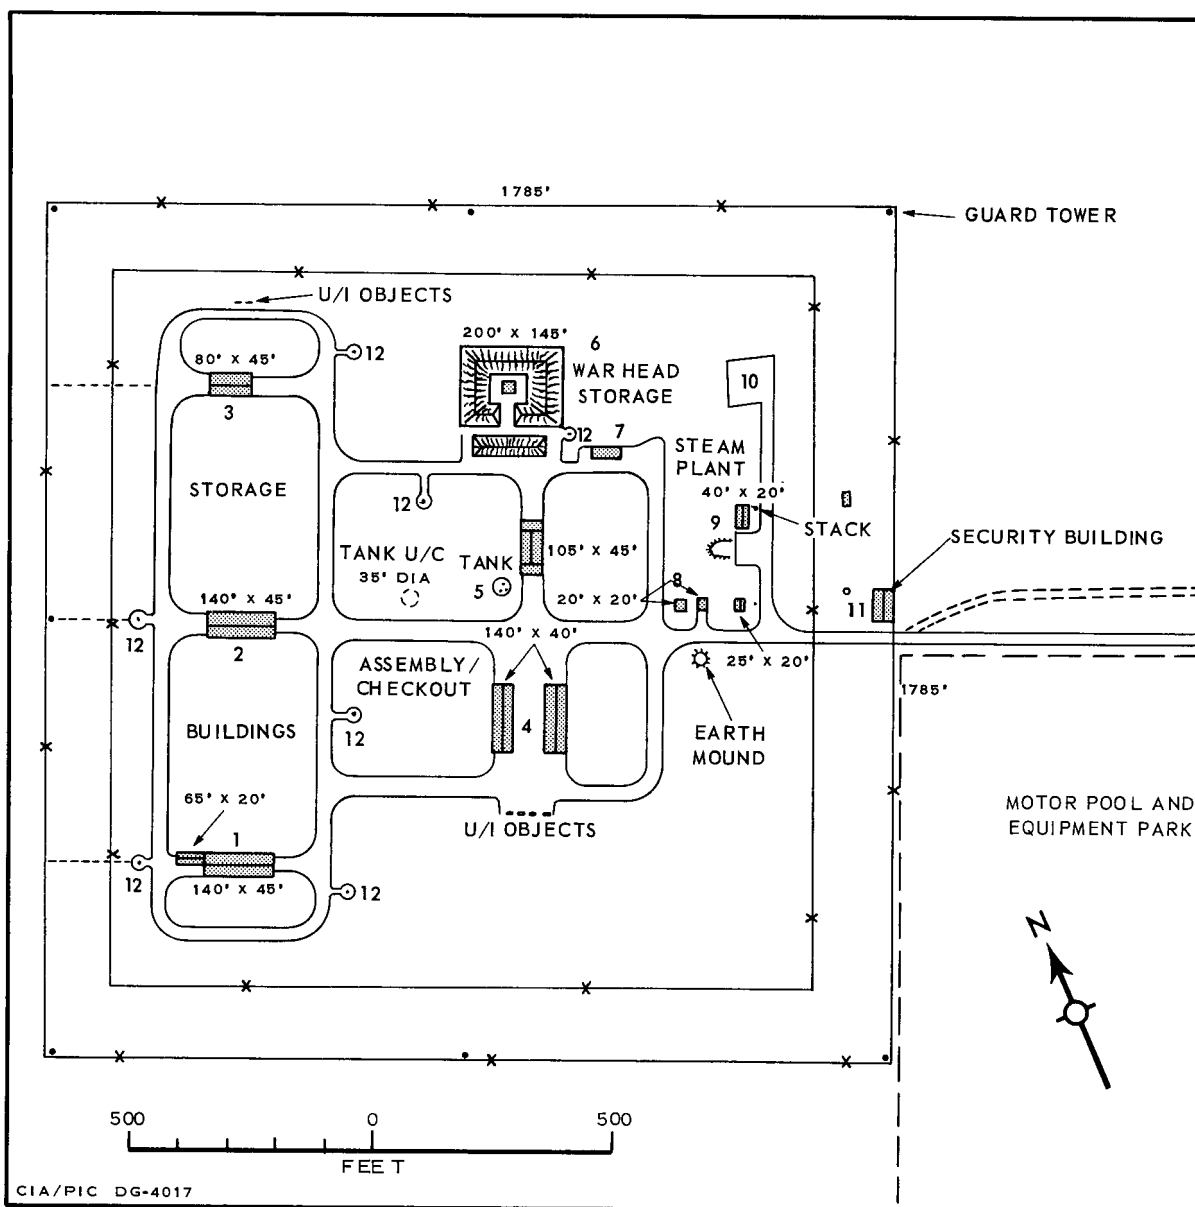 1785'
GUARD TOWER
U/I OBJECTS
12
200' X 145'
6
WAR HEAD
STORAGE
80' X 45'
3
10
12
7
STEAM
PLANT
STORAGE
12
40' X 20'
9
STACK
SECURITY BUILDING
TANK U/C
35' DIA
TANK
5
105' X 45'
8
20' X 20'
140' X 45'
2
12
11
140' X 40'
25' X 20'
1785'
ASSEMBLY/
CHECKOUT
BUILDINGS
12
4
EARTH
MOUND
65' X 20'
1
U/I OBJECTS
MOTOR POOL AND
EQUIPMENT PARK
12
140' X 45'
12
N
500
0
500
FEET
CIA/PIC DG-4017